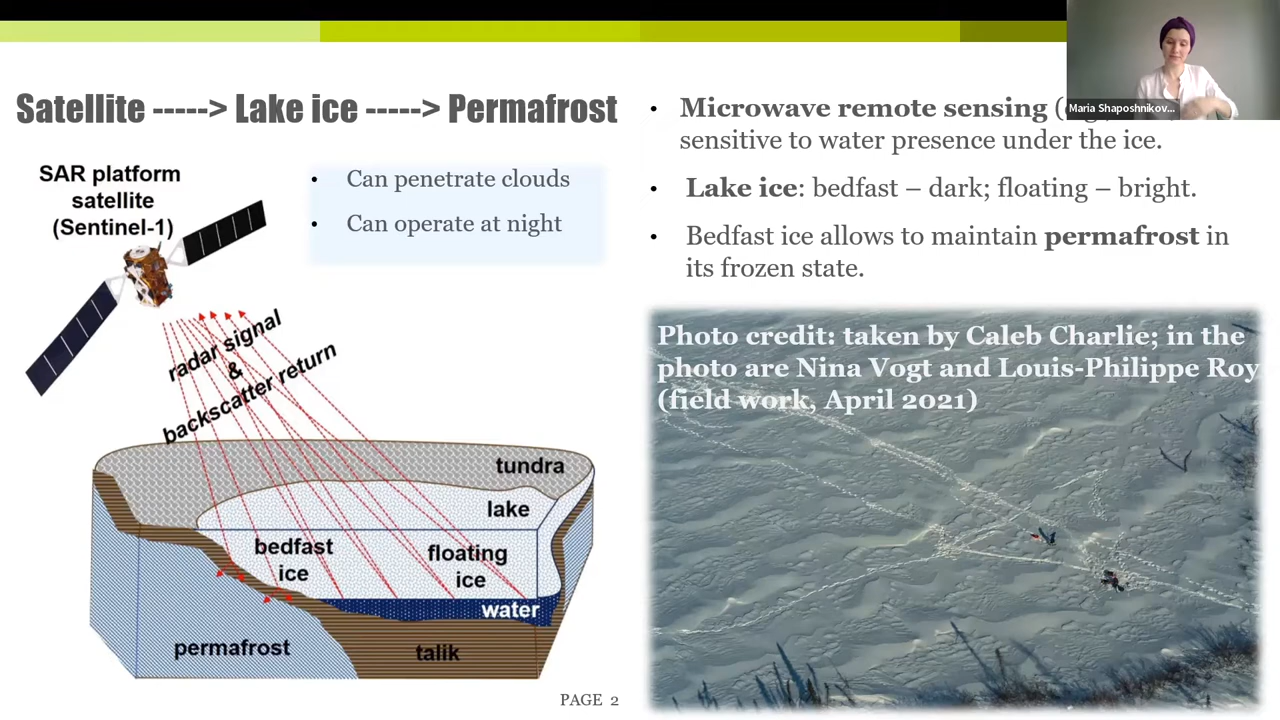 Satellite -----> Lake ice -----> Permafrost
SAR platform
satellite
(Sentinel-1)
• Can penetrate clouds
• Can operate at night
radar signal
&
backscatter return
tundra
lake
bedfast
ice
floating
ice
water
permafrost
talik
• Microwave remote sensing (
sensitive to water presence under the ice.
• Lake ice: bedfast – dark; floating – bright.
• Bedfast ice allows to maintain permafrost in
its frozen state.
Photo credit: taken by Caleb Charlie; in the
photo are Nina Vogt and Louis-Philippe Roy
(field work, April 2021)
PAGE 2
Maria Shaposhnikov...